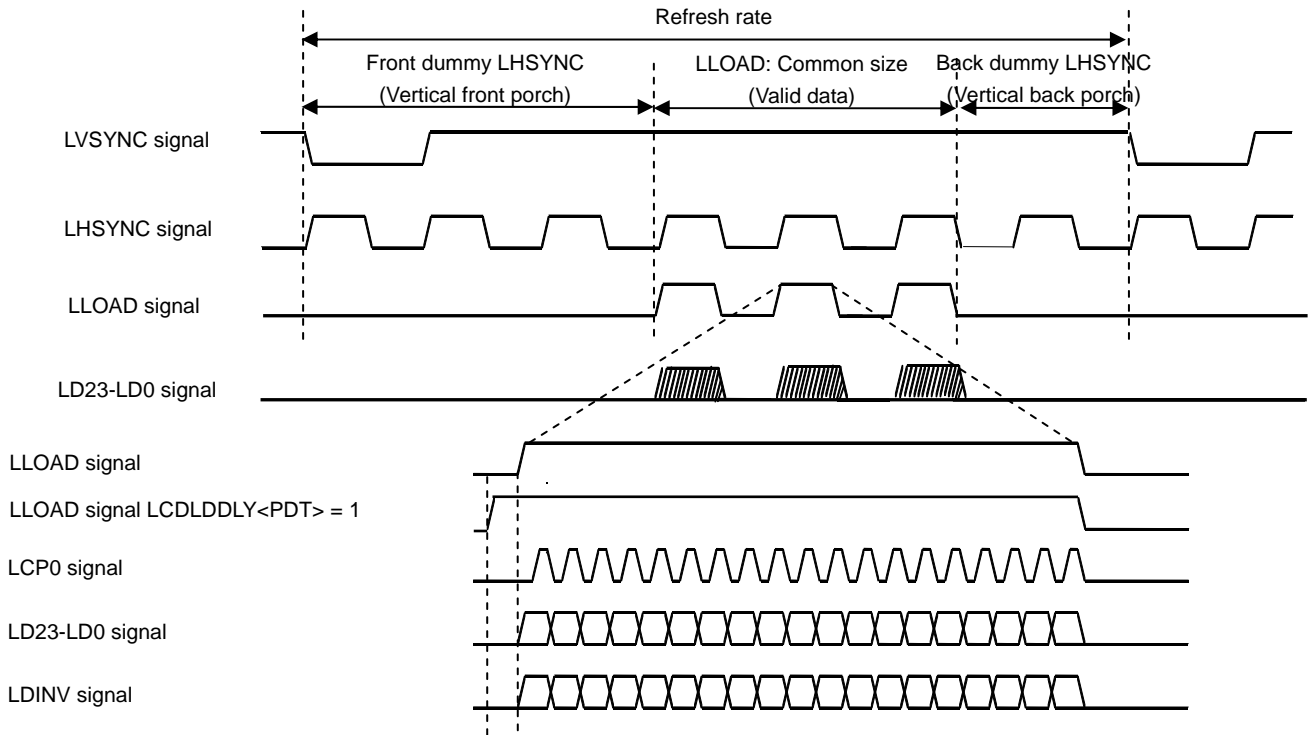 Refresh rate
Front dummy LHSYNC
(Vertical front porch)
LLOAD: Common size
(Valid data)
Back dummy LHSYNC
(Vertical back porch)
LVSYNC signal
LHSYNC signal
LLOAD signal
LD23-LD0 signal
LLOAD signal
LLOAD signal LCDLDDLY<PDT> = 1
LCP0 signal
LD23-LD0 signal
LDINV signal